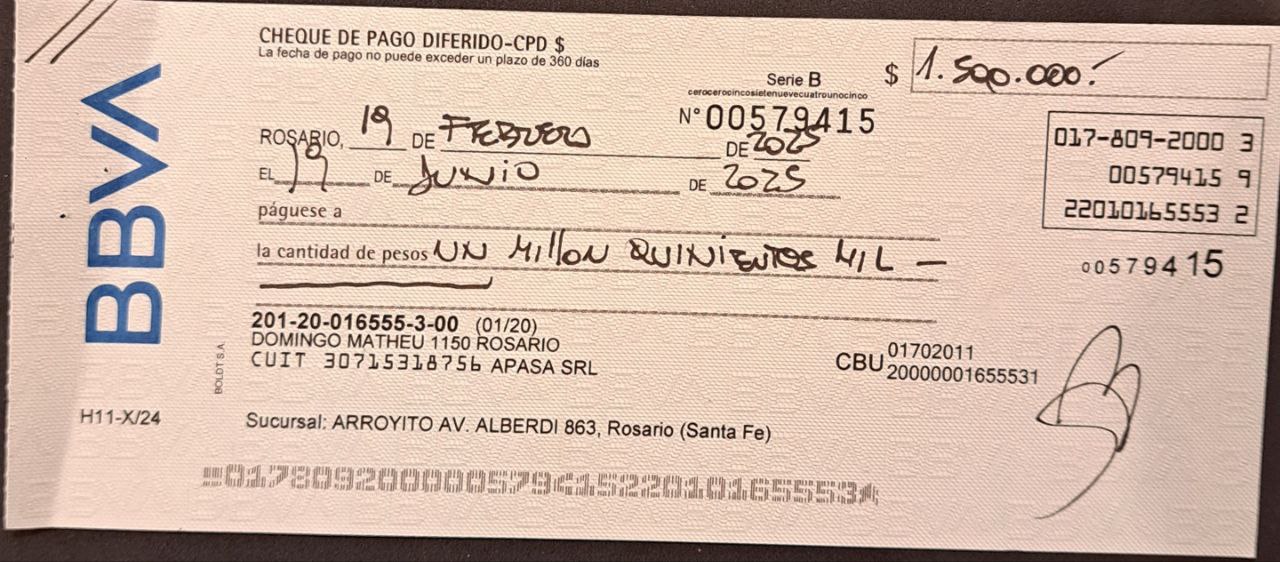 BBVA
CHEQUE DE PAGO DIFERIDO-CPD $
La fecha de pago no puede exceder un plazo de 360 días
Serie B
$ 1.500.000.-
cerocerocincosietenuevecuatrounocinco
N° 00579415
017-809-2000 3
00579415 9
22010165553 2
ROSARIO, 19 DE FEBRERO DE 2025
EL 19 DE JUNIO DE 2025
páguese a
la cantidad de pesos UN MILLON QUINIENTOS MIL —
00579415
201-20-016555-3-00 (01/20)
DOMINGO MATHEU 1150 ROSARIO
CUIT 30715318756 APASA SRL
CBU 01702011
20000001655531
BOLDT S.A.
H11-X/24
Sucursal: ARROYITO AV. ALBERDI 863, Rosario (Santa Fe)